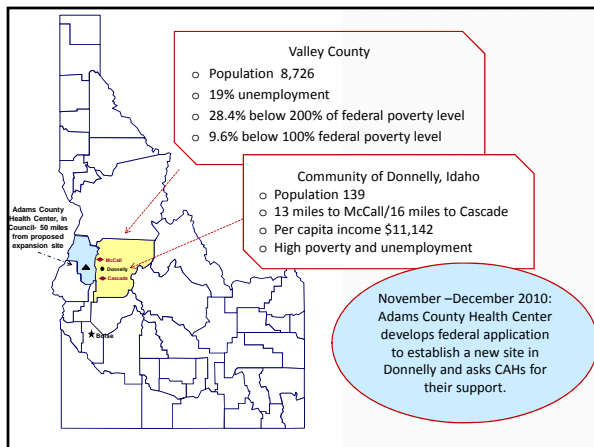 Valley County
o Population 8,726
o 19% unemployment
o 28.4% below 200% of federal poverty level
o 9.6% below 100% federal poverty level
Community of Donnelly, Idaho
o Population 139
o 13 miles to McCall/16 miles to Cascade
o Per capita income $11,142
o High poverty and unemployment
Adams County
Health Center, in
Council- 50 miles
from proposed
expansion site
McCall
Donnelly
Cascade
Boise
November –December 2010:
Adams County Health Center
develops federal application
to establish a new site in
Donnelly and asks CAHs for
their support.